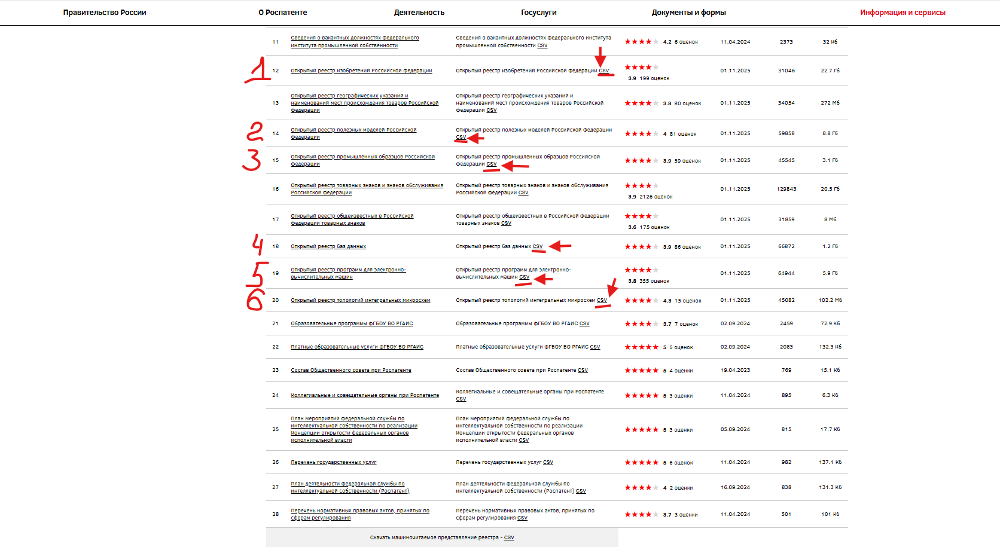 Правительство России О Роспатенте Деятельность Госуслуги Документы и формы Информация и сервисы
11 Сведения о вакантных должностях федерального института промышленной собственности Сведения о вакантных должностях федерального института промышленной собственности CSV 4.2 6 оценок 11.04.2024 2373 32 Кб
1 12 Открытый реестр изобретений Российской Федерации Открытый реестр изобретений Российской Федерации CSV 3.9 199 оценок 01.11.2025 31046 22.7 Гб
13 Открытый реестр географических указаний и наименований мест происхождения товаров Российской Федерации Открытый реестр географических указаний и наименований мест происхождения товаров Российской Федерации CSV 3.8 80 оценок 01.11.2025 34054 272 Мб
2 14 Открытый реестр полезных моделей Российской Федерации Открытый реестр полезных моделей Российской Федерации CSV 4 81 оценок 01.11.2025 59858 8.8 Гб
3 15 Открытый реестр промышленных образцов Российской Федерации Открытый реестр промышленных образцов Российской Федерации CSV 3.9 59 оценок 01.11.2025 45545 3.1 Гб
16 Открытый реестр товарных знаков и знаков обслуживания Российской Федерации Открытый реестр товарных знаков и знаков обслуживания Российской Федерации CSV 3.9 2126 оценок 01.11.2025 129843 20.5 Гб
17 Открытый реестр общеизвестных в Российской Федерации товарных знаков Открытый реестр общеизвестных в Российской Федерации товарных знаков CSV 3.6 175 оценок 01.11.2025 31859 8 Мб
4 18 Открытый реестр баз данных Открытый реестр баз данных CSV 3.9 86 оценок 01.11.2025 66872 1.2 Гб
5 19 Открытый реестр программ для электронно-вычислительных машин Открытый реестр программ для электронно-вычислительных машин CSV 3.8 355 оценок 01.11.2025 64944 5.9 Гб
6 20 Открытый реестр топологий интегральных микросхем Открытый реестр топологий интегральных микросхем CSV 4.3 15 оценок 01.11.2025 45082 102.2 Мб
21 Образовательные программы ФГБОУ ВО РГАИС Образовательные программы ФГБОУ ВО РГАИС CSV 3.7 7 оценок 02.09.2024 2459 72.9 Кб
22 Платные образовательные услуги ФГБОУ ВО РГАИС Платные образовательные услуги ФГБОУ ВО РГАИС CSV 5 5 оценок 02.09.2024 2083 132.3 Кб
23 Состав Общественного совета при Роспатенте Состав Общественного совета при Роспатенте CSV 5 4 оценки 19.04.2023 769 15.1 Кб
24 Коллегиальные и совещательные органы при Роспатенте Коллегиальные и совещательные органы при Роспатенте CSV 5 3 оценки 11.04.2024 895 6.3 Кб
25 План мероприятий Федеральной службы по интеллектуальной собственности по реализации Концепции открытости федеральных органов исполнительной власти План мероприятий Федеральной службы по интеллектуальной собственности по реализации Концепции открытости федеральных органов исполнительной власти CSV 5 3 оценки 05.09.2024 815 17.7 Кб
26 Перечень государственных услуг Перечень государственных услуг CSV 5 6 оценок 11.04.2024 982 137.1 Кб
27 План деятельности Федеральной службы по интеллектуальной собственности (Роспатент) План деятельности Федеральной службы по интеллектуальной собственности (Роспатент) CSV 4 2 оценки 16.09.2024 838 131.3 Кб
28 Перечень нормативных правовых актов, принятых по сферам регулирования Перечень нормативных правовых актов, принятых по сферам регулирования CSV 3.7 3 оценки 11.04.2024 501 101 Кб
Скачать машиночитаемое представление реестра - CSV